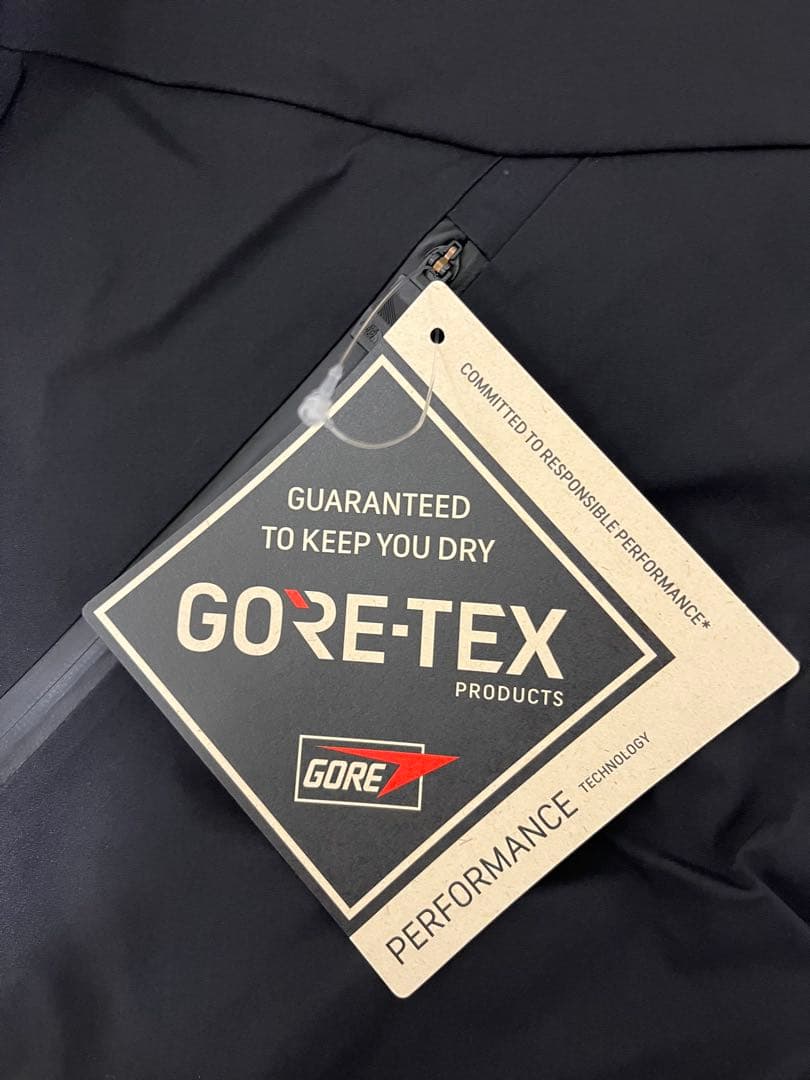 COMMITTED TO RESPONSIBLE PERFORMANCE*
GUARANTEED
TO KEEP YOU DRY
GORE-TEX
PRODUCTS
GORE
PERFORMANCE TECHNOLOGY